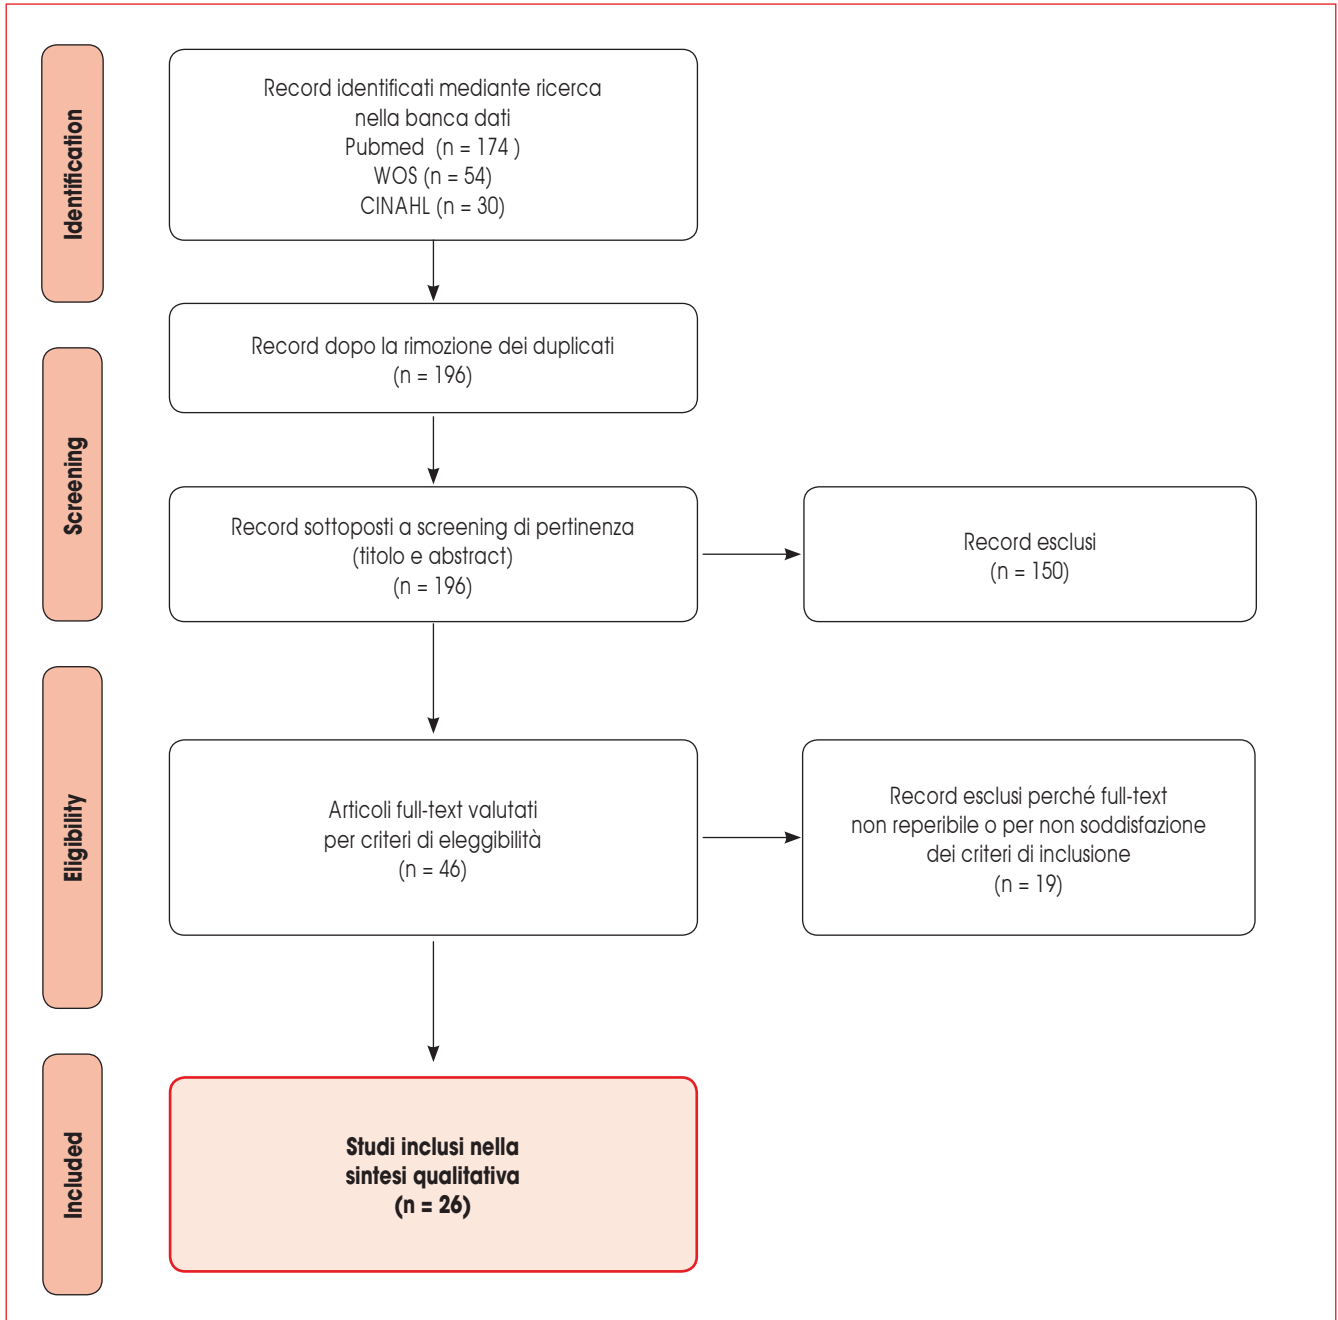 Identification
Record identificati mediante ricerca
nella banca dati
Pubmed (n = 174 )
WOS (n = 54)
CINAHL (n = 30)
Record dopo la rimozione dei duplicati
(n = 196)
Screening
Record sottoposti a screening di pertinenza
(titolo e abstract)
(n = 196)
Record esclusi
(n = 150)
Eligibility
Articoli full-text valutati
per criteri di eleggibilità
(n = 46)
Record esclusi perché full-text
non reperibile o per non soddisfazione
dei criteri di inclusione
(n = 19)
Included
Studi inclusi nella
sintesi qualitativa
(n = 26)